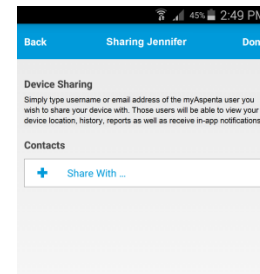 45% 2:49 PM
Back Sharing Jennifer Don
Device Sharing
Simply type username or email address of the myAspenta user you
wish to share your device with. Those users will be able to view your
device location, history, reports as well as receive in-app notifications
Contacts
+ Share With ...